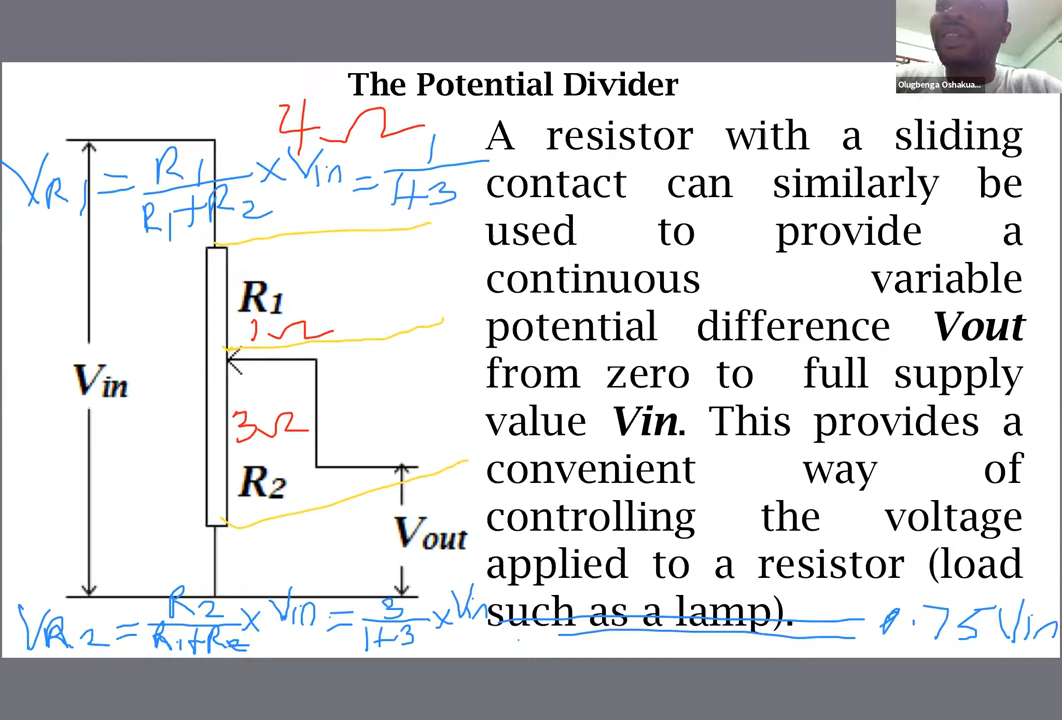 Olugbenga Oshakua...
The Potential Divider
4Ω
VR1 = R1/R1+R2 × Vin = 1/1+3
R1
1Ω
Vin
3Ω
R2
Vout
VR2 = R2/R1+R2 × Vin = 3/1+3 × Vin = 0.75 Vin
A resistor with a sliding
contact can similarly be
used to provide a
continuous variable
potential difference Vout
from zero to full supply
value Vin. This provides a
convenient way of
controlling the voltage
applied to a resistor (load
such as a lamp).